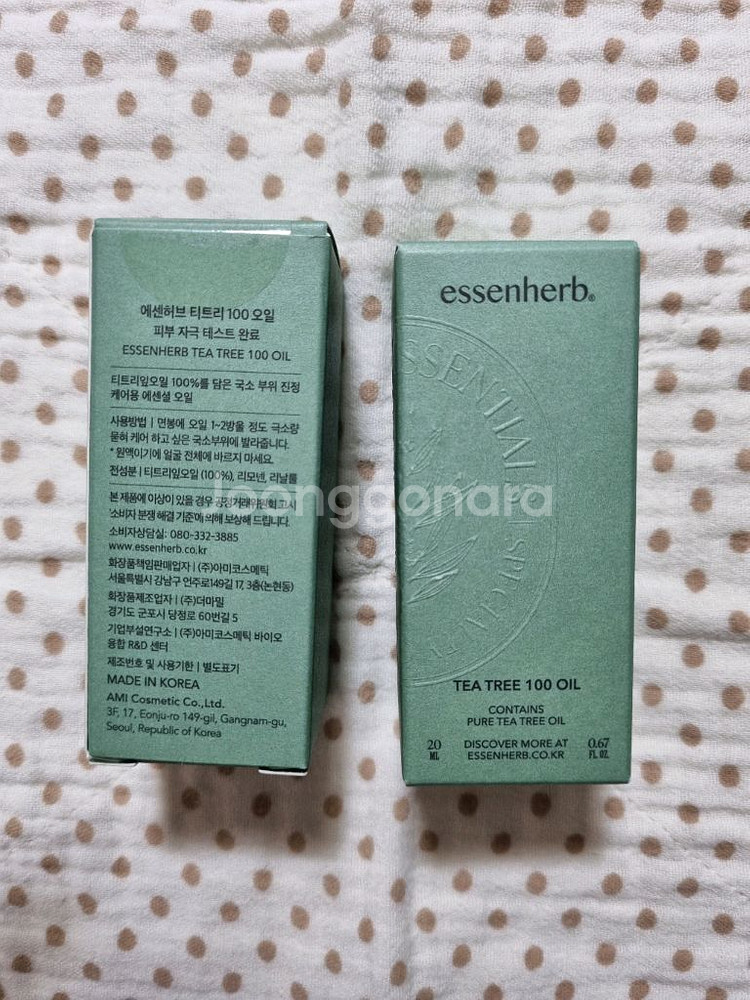 에센허브 티트리 100 오일
피부 자극 테스트 완료
ESSENHERB TEA TREE 100 OIL
티트리잎오일 100%를 담은 국소 부위 진정
케어용 에센셜 오일
사용방법 | 면봉에 오일 1~2방울 정도 극소량
묻혀 케어 하고 싶은 국소부위에 발라줍니다.
* 원액이기에 얼굴 전체에 바르지 마세요.
전성분 | 티트리잎오일 (100%), 리모넨, 리날룰
본 제품에 이상이 있을 경우 공정거래위원회 고시
'소비자 분쟁 해결 기준'에 의해 보상해 드립니다.
소비자상담실: 080-332-3885
www.essenherb.co.kr
화장품책임판매업자 | (주)아미코스메틱
서울특별시 강남구 언주로149길 17, 3층(논현동)
화장품제조업자 | (주)더마밀
경기도 군포시 당정로 60번길 5
기업부설연구소 | (주)아미코스메틱 바이오
융합 R&D 센터
제조번호 및 사용기한 | 별도표기
MADE IN KOREA
AMI Cosmetic Co.,Ltd.
3F, 17, Eonju-ro 149-gil, Gangnam-gu,
Seoul, Republic of Korea
essenherb®
ESSENTIAL
SPECIA
TEA TREE 100 OIL
CONTAINS
PURE TEA TREE OIL
20 ML
DISCOVER MORE AT
ESSENHERB.CO.KR
0.67 FL. OZ.
Joonggonara